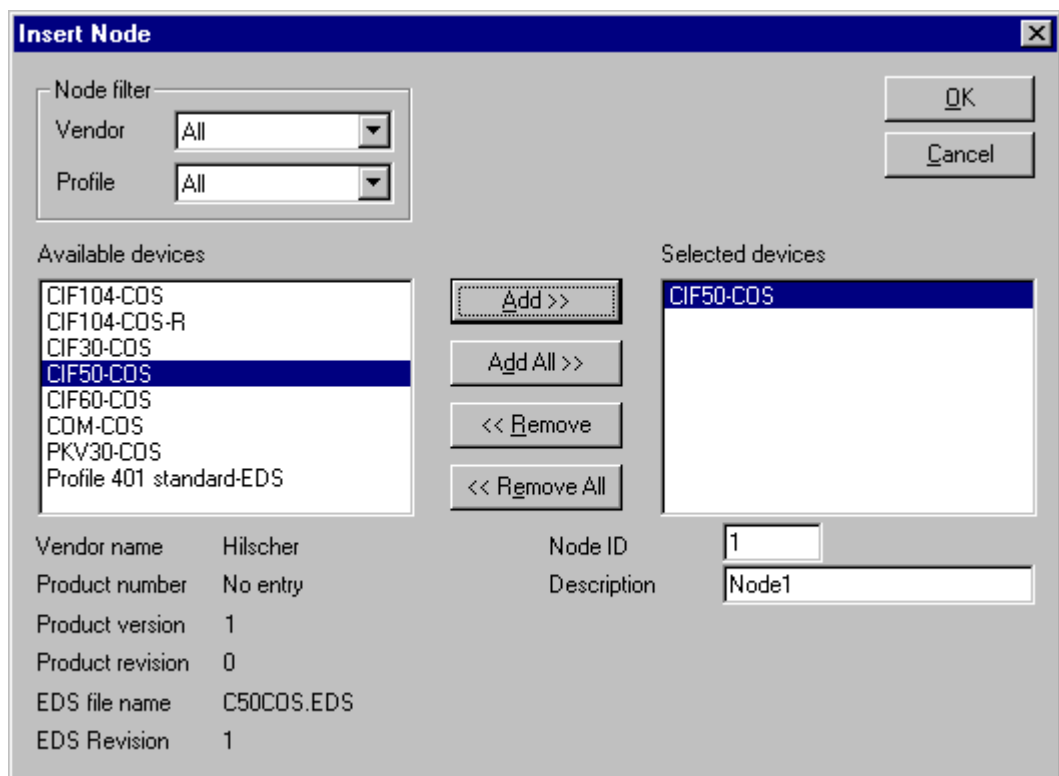 Insert Node
Node filter
Vendor All
Profile All
OK
Cancel
Available devices
CIF104-COS
CIF104-COS-R
CIF30-COS
CIF50-COS
CIF60-COS
COM-COS
PKV30-COS
Profile 401 standard-EDS
Add >>
Add All >>
<< Remove
<< Remove All
Selected devices
CIF50-COS
Vendor name Hilscher
Product number No entry
Product version 1
Product revision 0
EDS file name C50COS.EDS
EDS Revision 1
Node ID 1
Description Node1